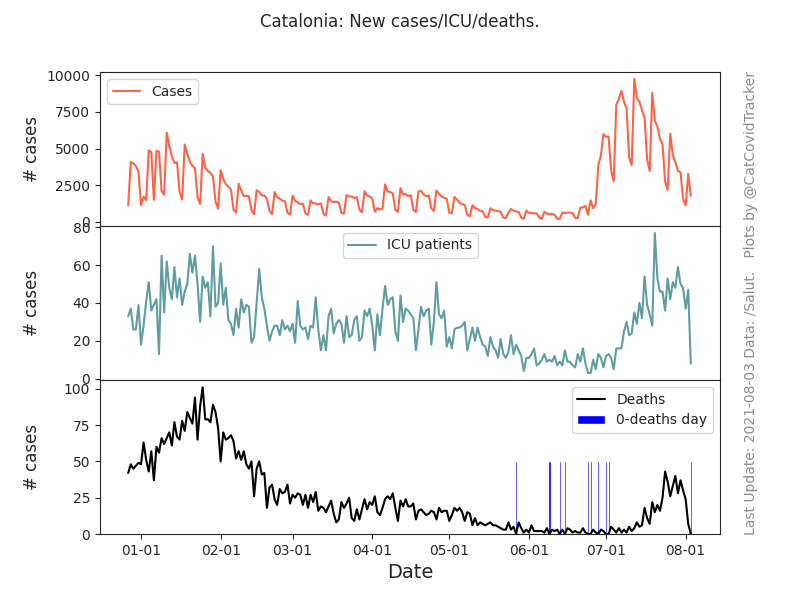 Catalonia: New cases/ICU/deaths.
10000
7500
5000
2500
0
# cases
Cases
80
60
40
20
0
# cases
ICU patients
100
75
50
25
0
# cases
Deaths
0-deaths day
01-01 02-01 03-01 04-01 05-01 06-01 07-01 08-01
Date
Last Update: 2021-08-03 Data: /Salut. Plots by @CatCovidTracker